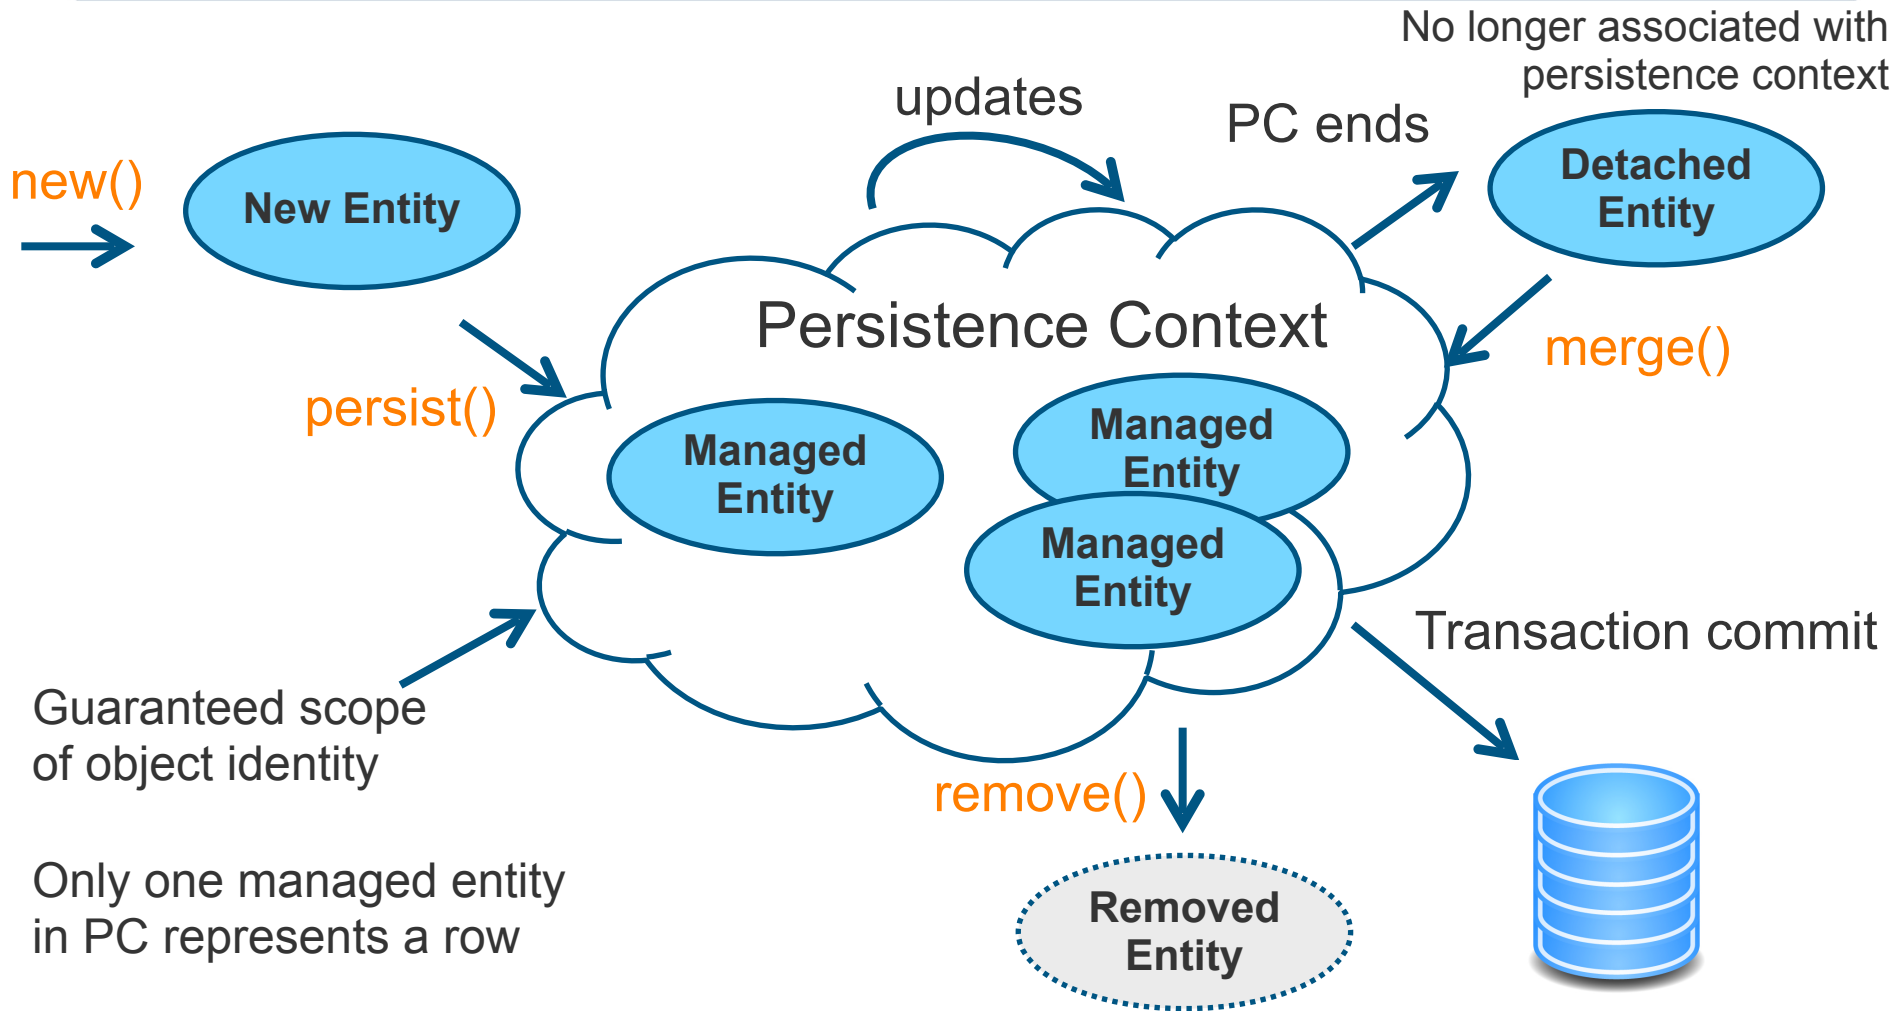 No longer associated with
persistence context
updates
PC ends
new()
New Entity
Detached
Entity
Persistence Context
merge()
persist()
Managed
Entity
Managed
Entity
Managed
Entity
Transaction commit
Guaranteed scope
of object identity
remove()
Only one managed entity
in PC represents a row
Removed
Entity